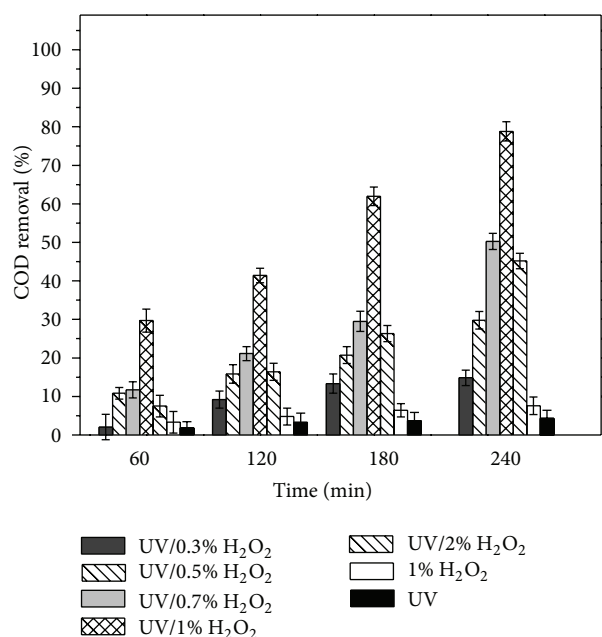 100
90
80
70
60
50
40
30
20
10
0
COD removal (%)
60 120 180 240
Time (min)
UV/0.3% H₂O₂
UV/0.5% H₂O₂
UV/0.7% H₂O₂
UV/1% H₂O₂
UV/2% H₂O₂
1% H₂O₂
UV